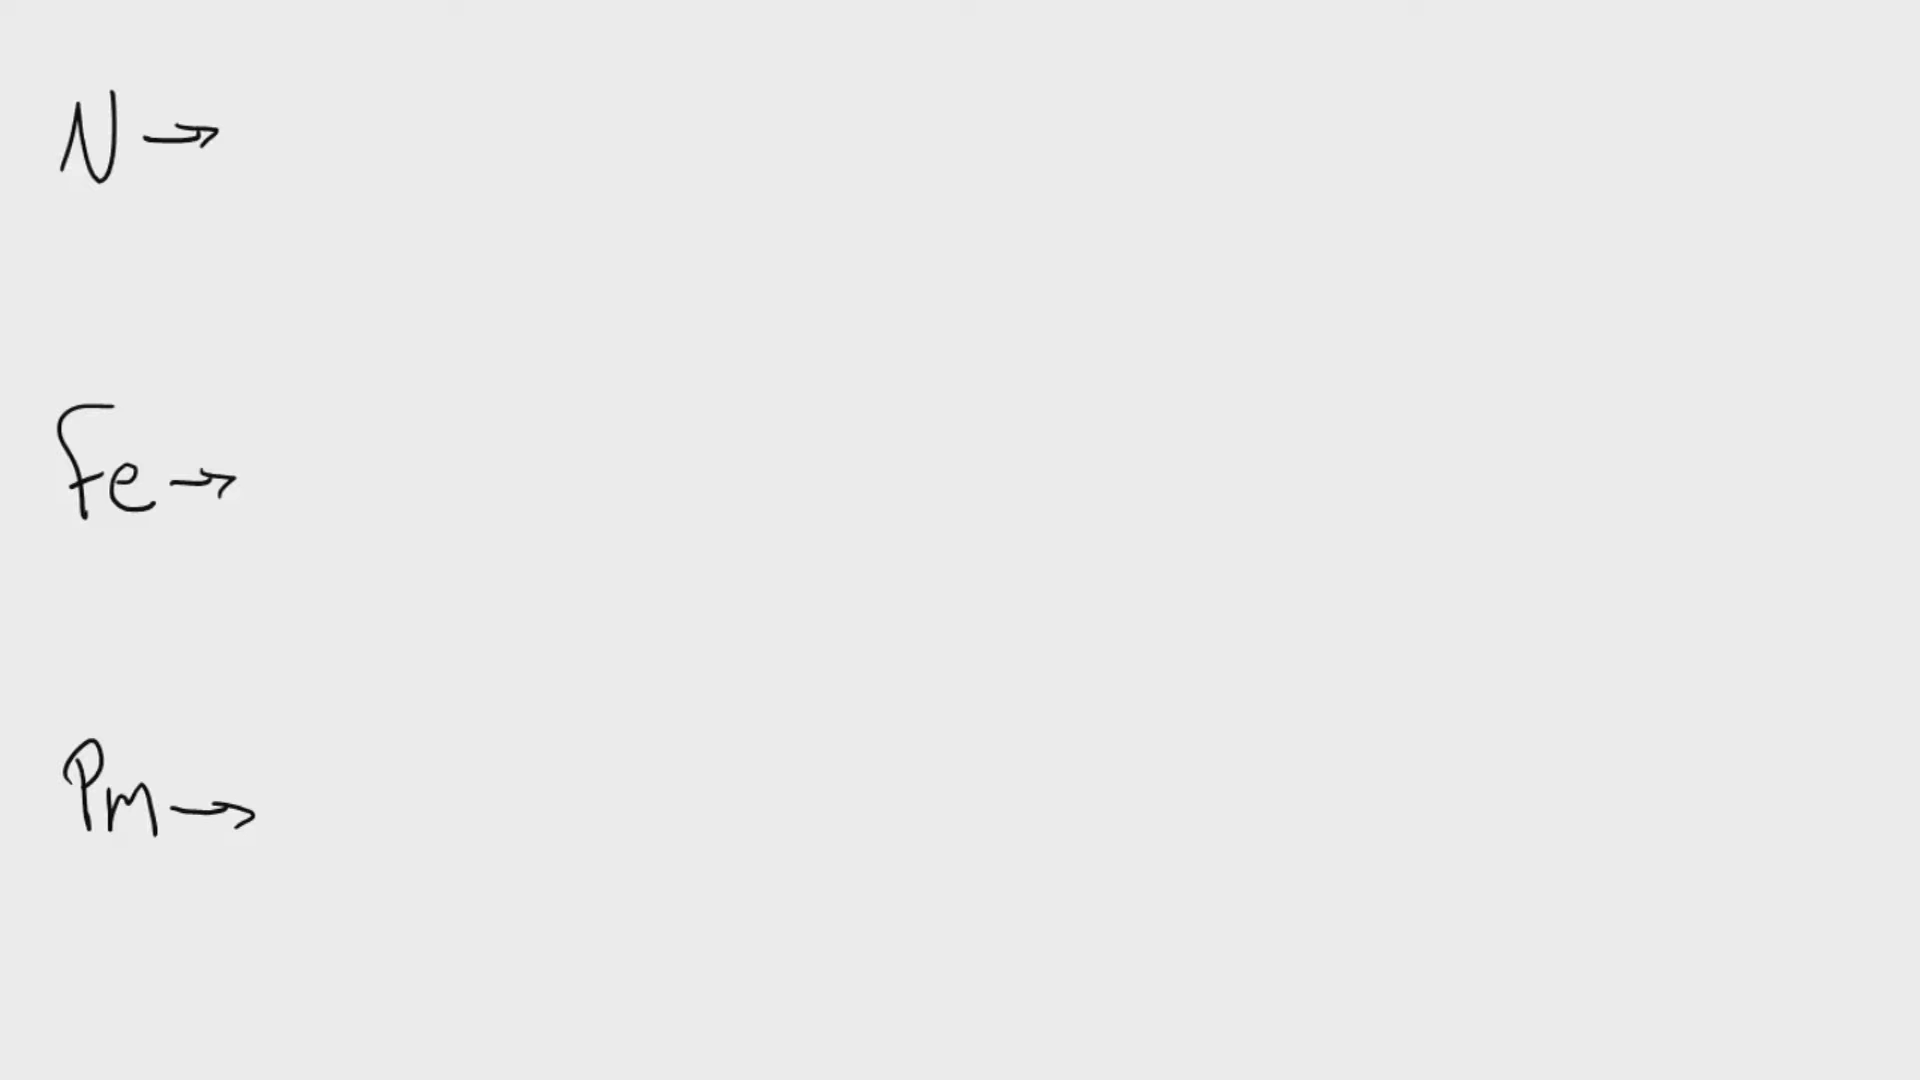 N →
Fe →
Pm →